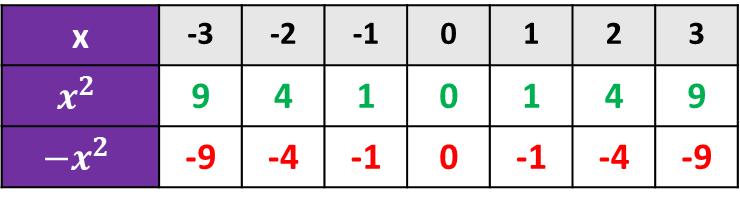 x -3 -2 -1 0 1 2 3
x² 9 4 1 0 1 4 9
−x² -9 -4 -1 0 -1 -4 -9